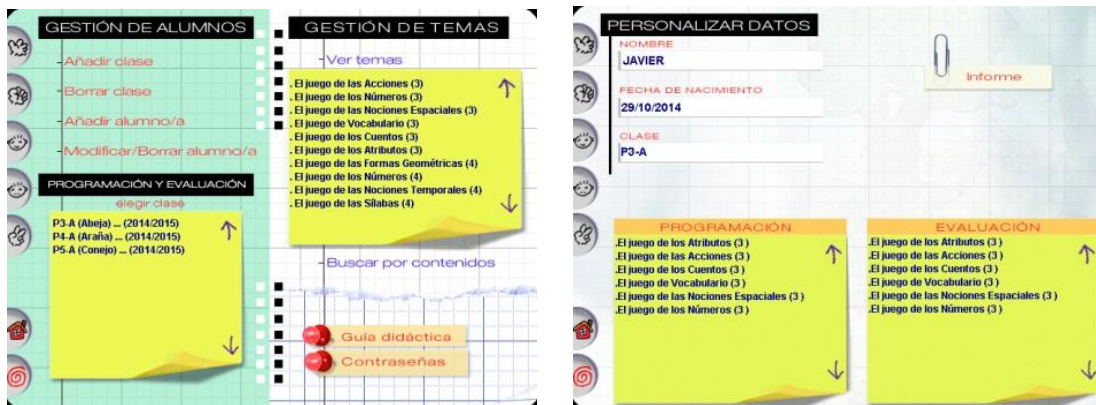 GESTIÓN DE ALUMNOS
Añadir clase
Borrar clase
Añadir alumno/a
Modificar/Borrar alumno/a
PROGRAMACIÓN Y EVALUACIÓN
elegir clase
P3-A (Abeja) ... (2014/2015)
P4-A (Araña) ... (2014/2015)
P5-A (Conejo) ... (2014/2015)
GESTIÓN DE TEMAS
Ver temas
. El juego de las Acciones (3)
. El juego de los Números (3)
. El juego de las Nociones Espaciales (3)
. El juego de Vocabulario (3)
. El juego de los Cuentos (3)
. El juego de los Atributos (3)
. El juego de las Formas Geométricas (4)
. El juego de los Números (4)
. El juego de las Nociones Temporales (4)
. El juego de las Sílabas (4)
Buscar por contenidos
Guía didáctica
Contraseñas
PERSONALIZAR DATOS
NOMBRE
JAVIER
FECHA DE NACIMIENTO
29/10/2014
CLASE
P3-A
Informe
PROGRAMACIÓN
.El juego de los Atributos (3 )
.El juego de las Acciones (3 )
.El juego de los Cuentos (3 )
.El juego de Vocabulario (3 )
.El juego de las Nociones Espaciales (3 )
.El juego de los Números (3 )
EVALUACIÓN
.El juego de los Atributos (3 )
.El juego de las Acciones (3 )
.El juego de los Cuentos (3 )
.El juego de Vocabulario (3 )
.El juego de las Nociones Espaciales (3 )
.El juego de los Números (3 )